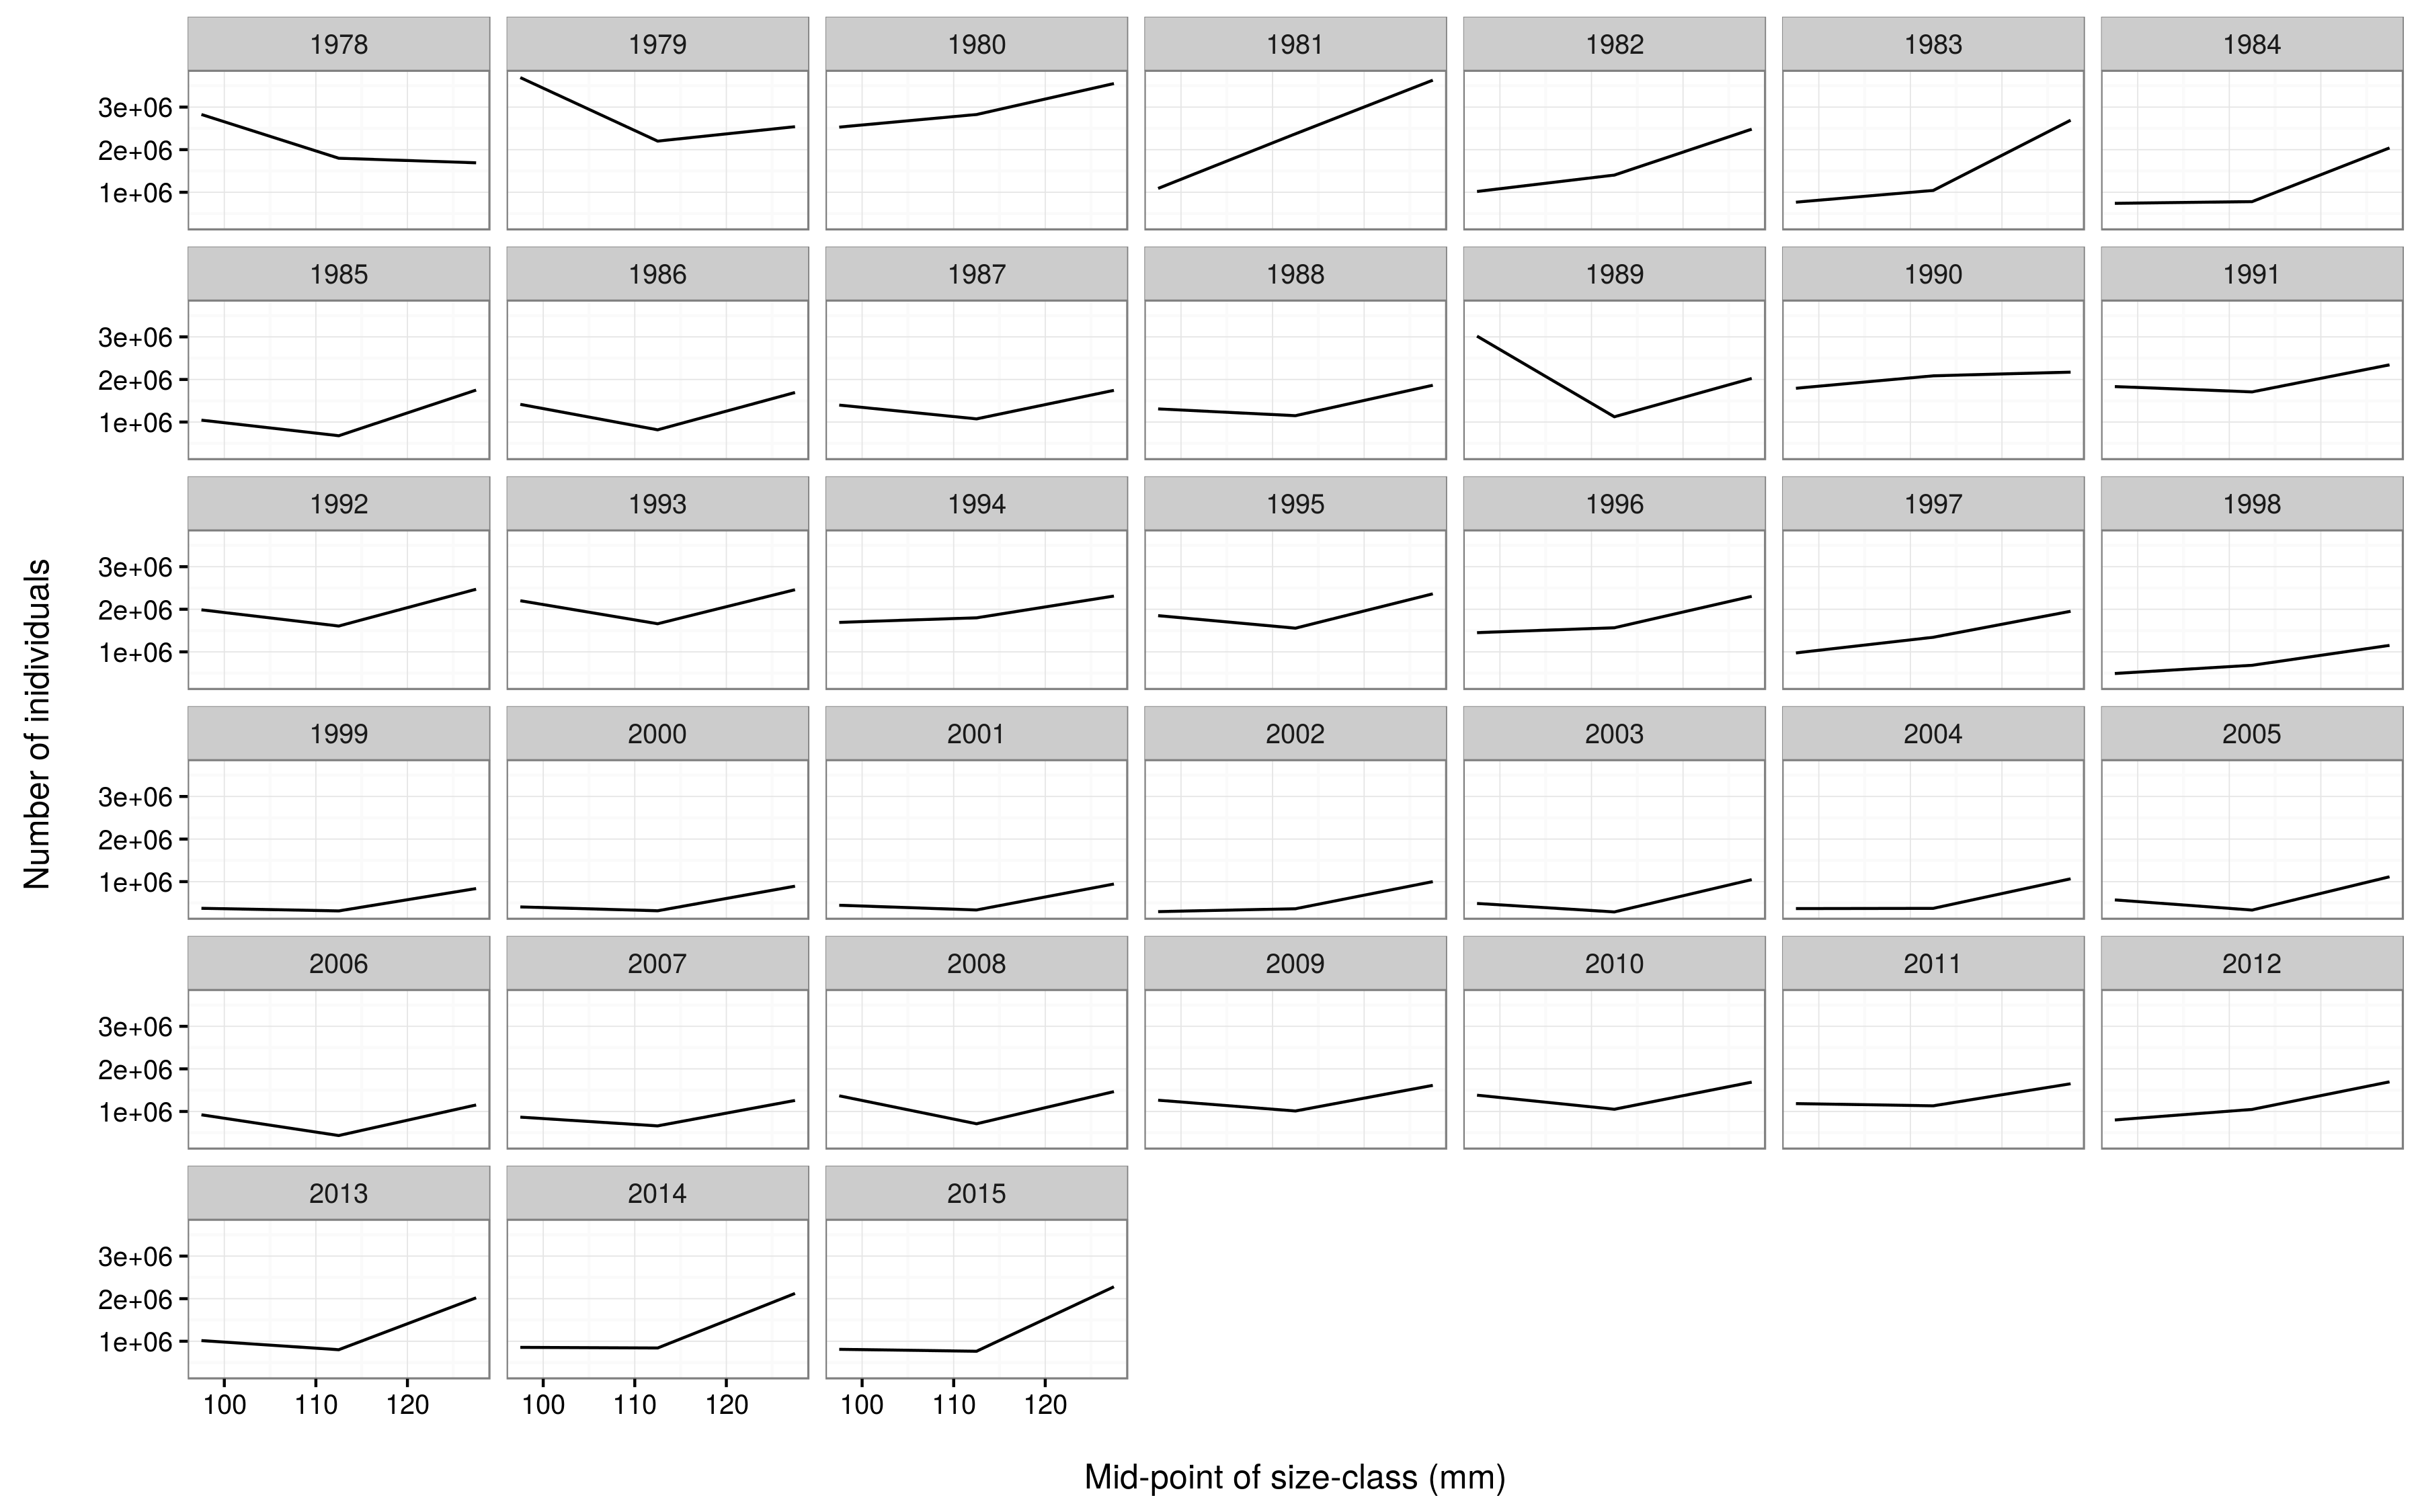 1978 1979 1980 1981 1982 1983 1984
3e+06
2e+06
1e+06
1985 1986 1987 1988 1989 1990 1991
3e+06
2e+06
1e+06
1992 1993 1994 1995 1996 1997 1998
3e+06
2e+06
1e+06
1999 2000 2001 2002 2003 2004 2005
3e+06
2e+06
1e+06
2006 2007 2008 2009 2010 2011 2012
3e+06
2e+06
1e+06
2013 2014 2015
3e+06
2e+06
1e+06
100 110 120 100 110 120 100 110 120
Mid-point of size-class (mm)
Number of inidividuals